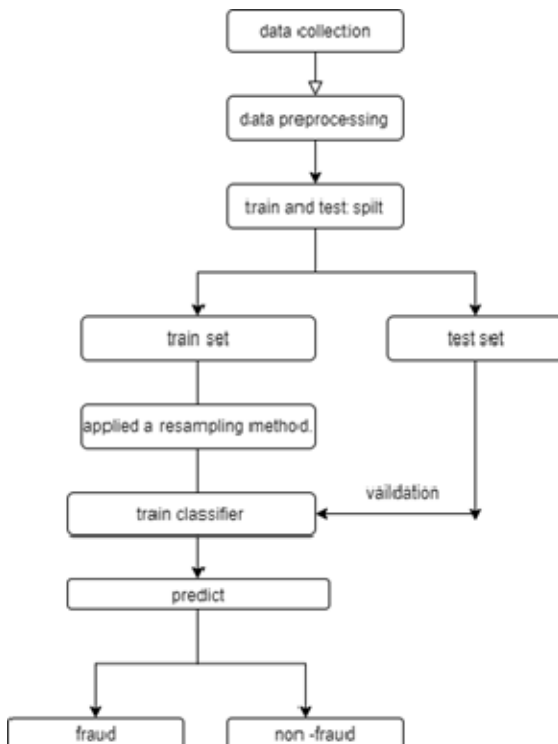 data collection
data preprocessing
train and test spilt
train set
test set
applied a resampling method.
vaildation
train classifier
predict
fraud
non -fraud